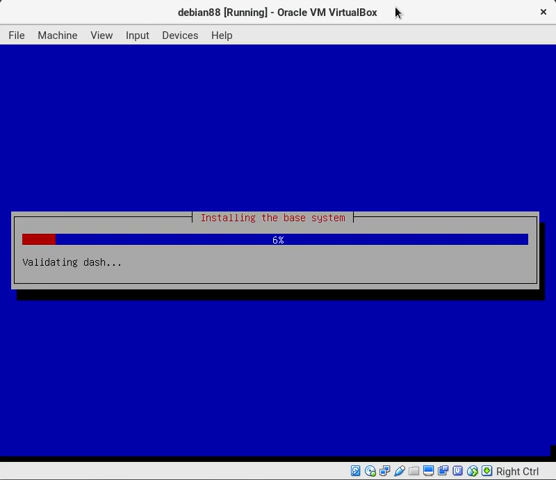 debian88 [Running] - Oracle VM VirtualBox
File Machine View Input Devices Help
Installing the base system
6%
Validating dash...
Right Ctrl